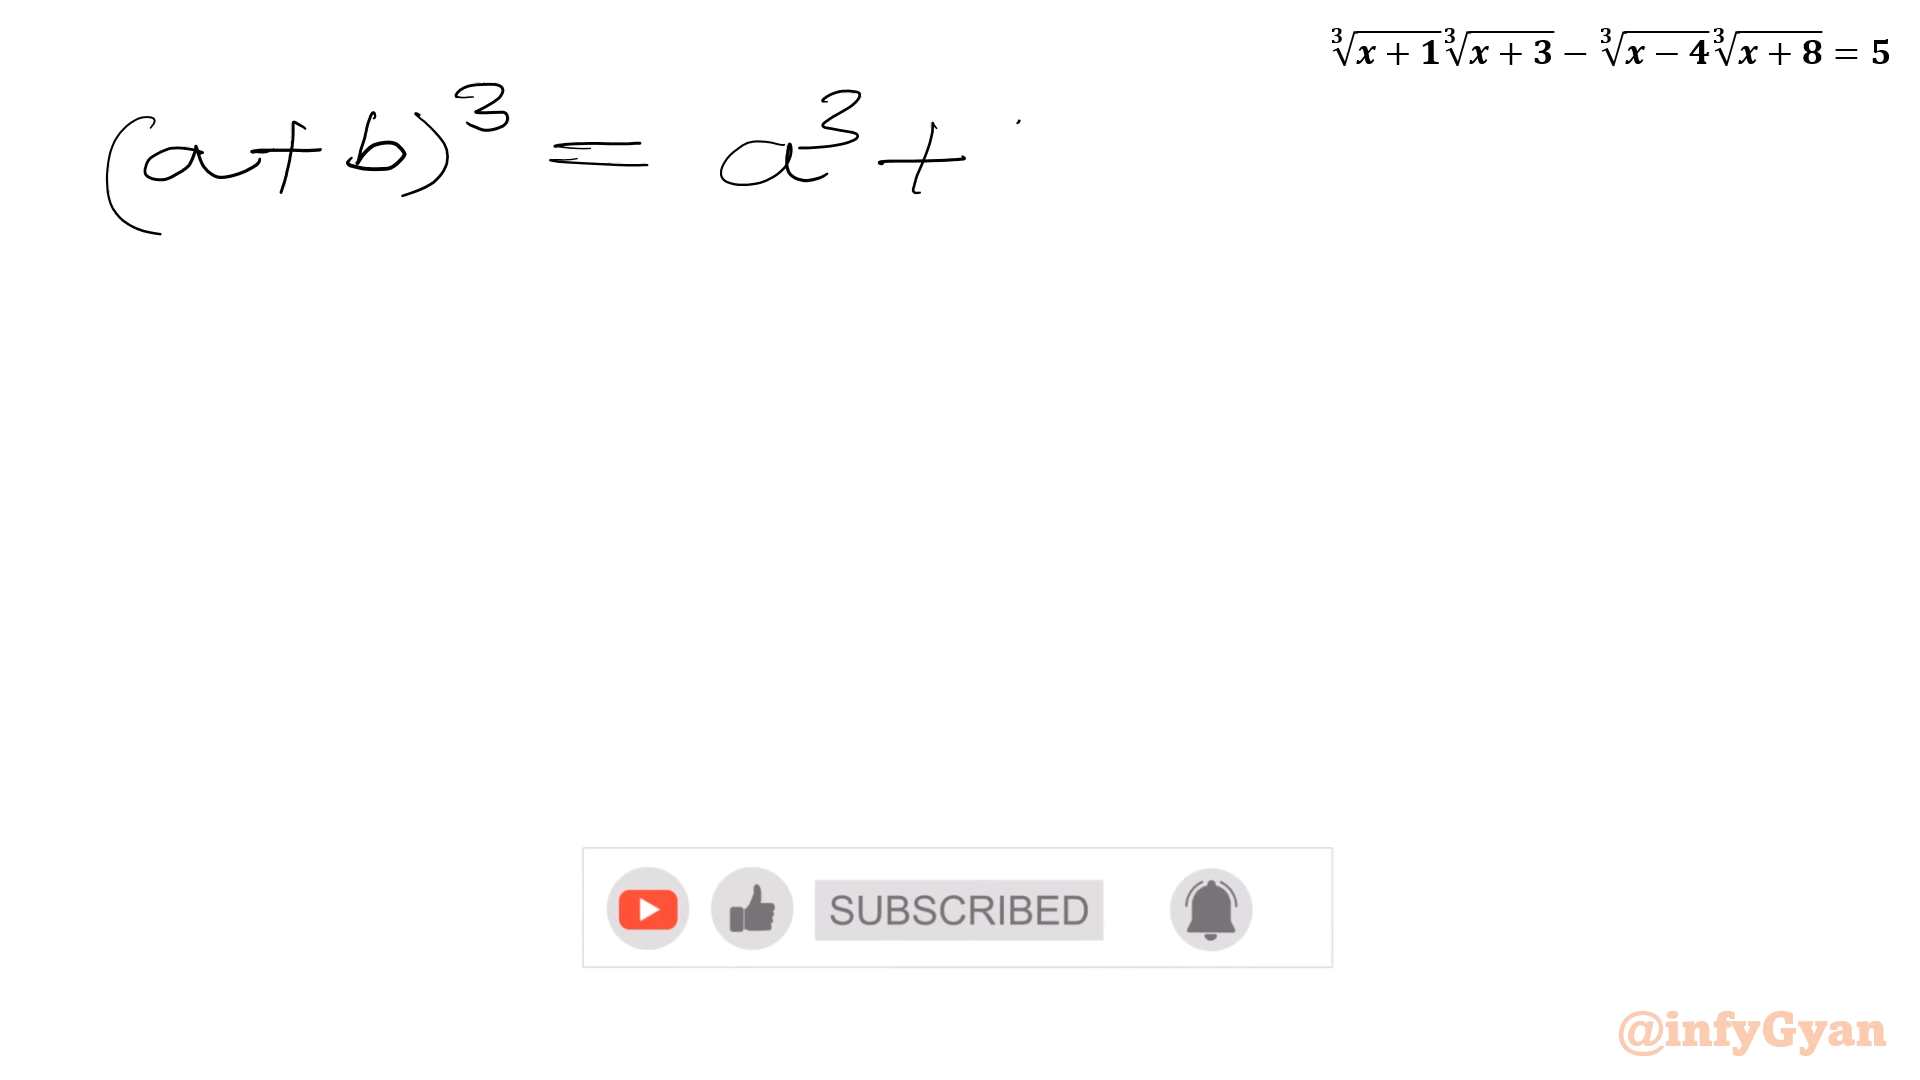 ∛(x + 1)∛(x + 3) − ∛(x − 4)∛(x + 8) = 5
(a+b)³ = a³ +
SUBSCRIBED
@infyGyan